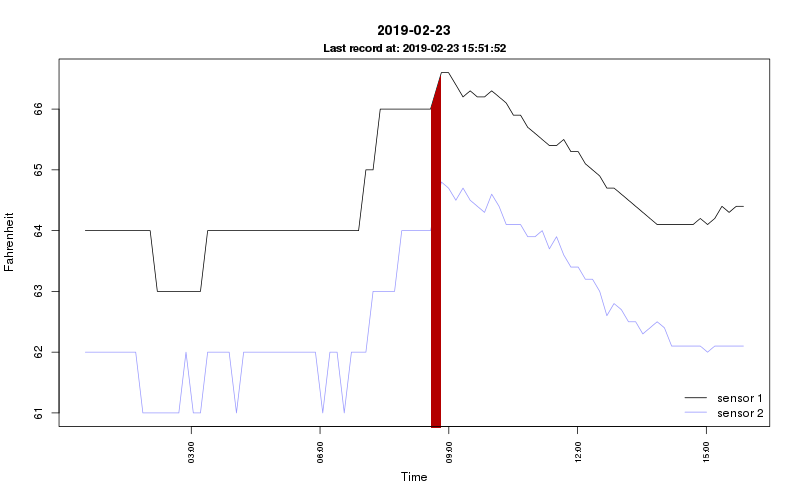 2019-02-23
Last record at: 2019-02-23 15:51:52
Fahrenheit
66
65
64
63
62
61
sensor 1
sensor 2
03:00
06:00
09:00
12:00
15:00
Time